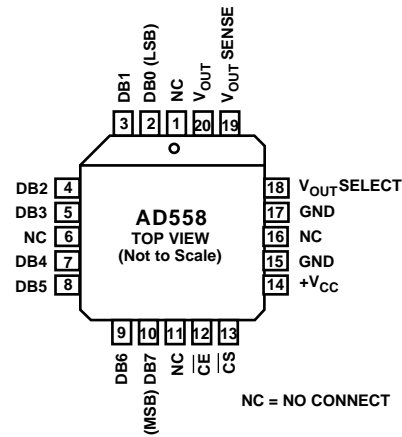 DB1
DB0 (LSB)
NC
VOUT
VOUT SENSE
3
2
1
20
19
DB2 4
DB3 5
NC 6
DB4 7
DB5 8
AD558
TOP VIEW
(Not to Scale)
18 VOUT SELECT
17 GND
16 NC
15 GND
14 +VCC
9
10
11
12
13
DB6
(MSB) DB7
NC
CE
CS
NC = NO CONNECT